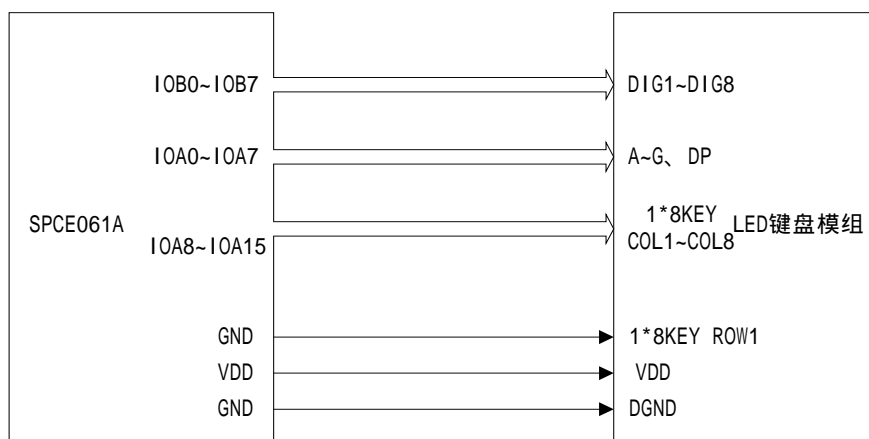 IOB0~IOB7
DIG1~DIG8
IOA0~IOA7
A~G、DP
SPCE061A
IOA8~IOA15
1*8KEY
COL1~COL8
LED键盘模组
GND
1*8KEY ROW1
VDD
VDD
GND
DGND